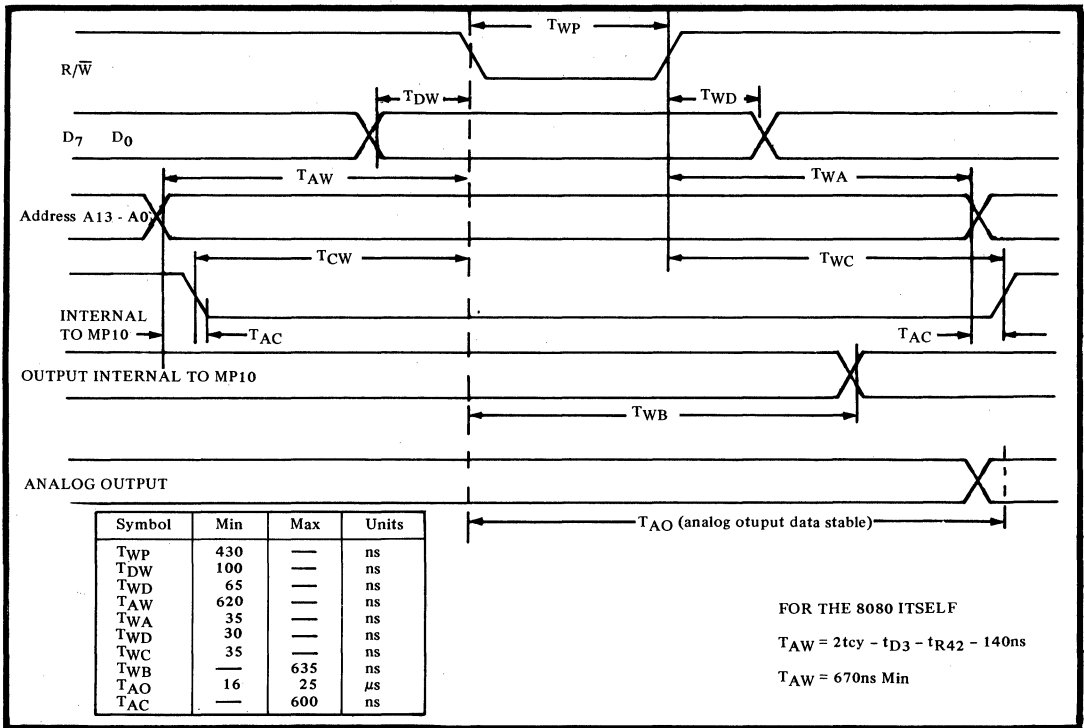 TWP
R/W̅
TDW
TWD
D7 D0
TAW
TWA
Address A13 - A0
TCW
TWC
INTERNAL
TO MP10
TAC
TAC
OUTPUT INTERNAL TO MP10
TWB
ANALOG OUTPUT
TAO (analog otuput data stable)
Symbol Min Max Units
TWP 430 — ns
TDW 100 — ns
TWD 65 — ns
TAW 620 — ns
TWA 35 — ns
TWD 30 — ns
TWC 35 — ns
TWB — 635 ns
TAO 16 25 μs
TAC — 600 ns
FOR THE 8080 ITSELF
TAW = 2tcy - tD3 - tR42 - 140ns
TAW = 670ns Min